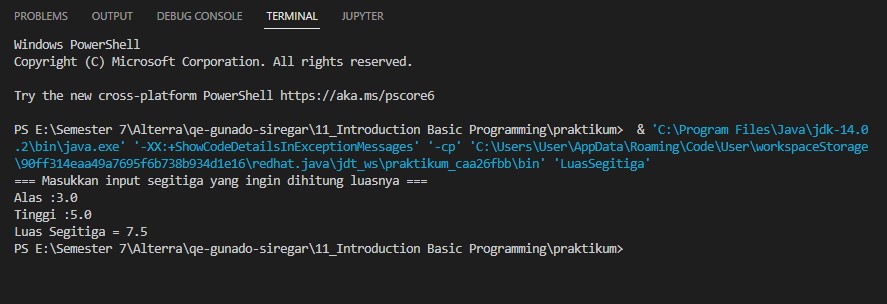 PROBLEMS OUTPUT DEBUG CONSOLE TERMINAL JUPYTER
Windows PowerShell
Copyright (C) Microsoft Corporation. All rights reserved.
Try the new cross-platform PowerShell https://aka.ms/pscore6
PS E:\Semester 7\Alterra\qe-gunado-siregar\11_Introduction Basic Programming\praktikum>  & 'C:\Program Files\Java\jdk-14.0
.2\bin\java.exe' '-XX:+ShowCodeDetailsInExceptionMessages' '-cp' 'C:\Users\User\AppData\Roaming\Code\User\workspaceStorage
\90ff314eaa49a7695f6b738b934d1e16\redhat.java\jdt_ws\praktikum_caa26fbb\bin' 'LuasSegitiga'
=== Masukkan input segitiga yang ingin dihitung luasnya ===
Alas :3.0
Tinggi :5.0
Luas Segitiga = 7.5
PS E:\Semester 7\Alterra\qe-gunado-siregar\11_Introduction Basic Programming\praktikum>